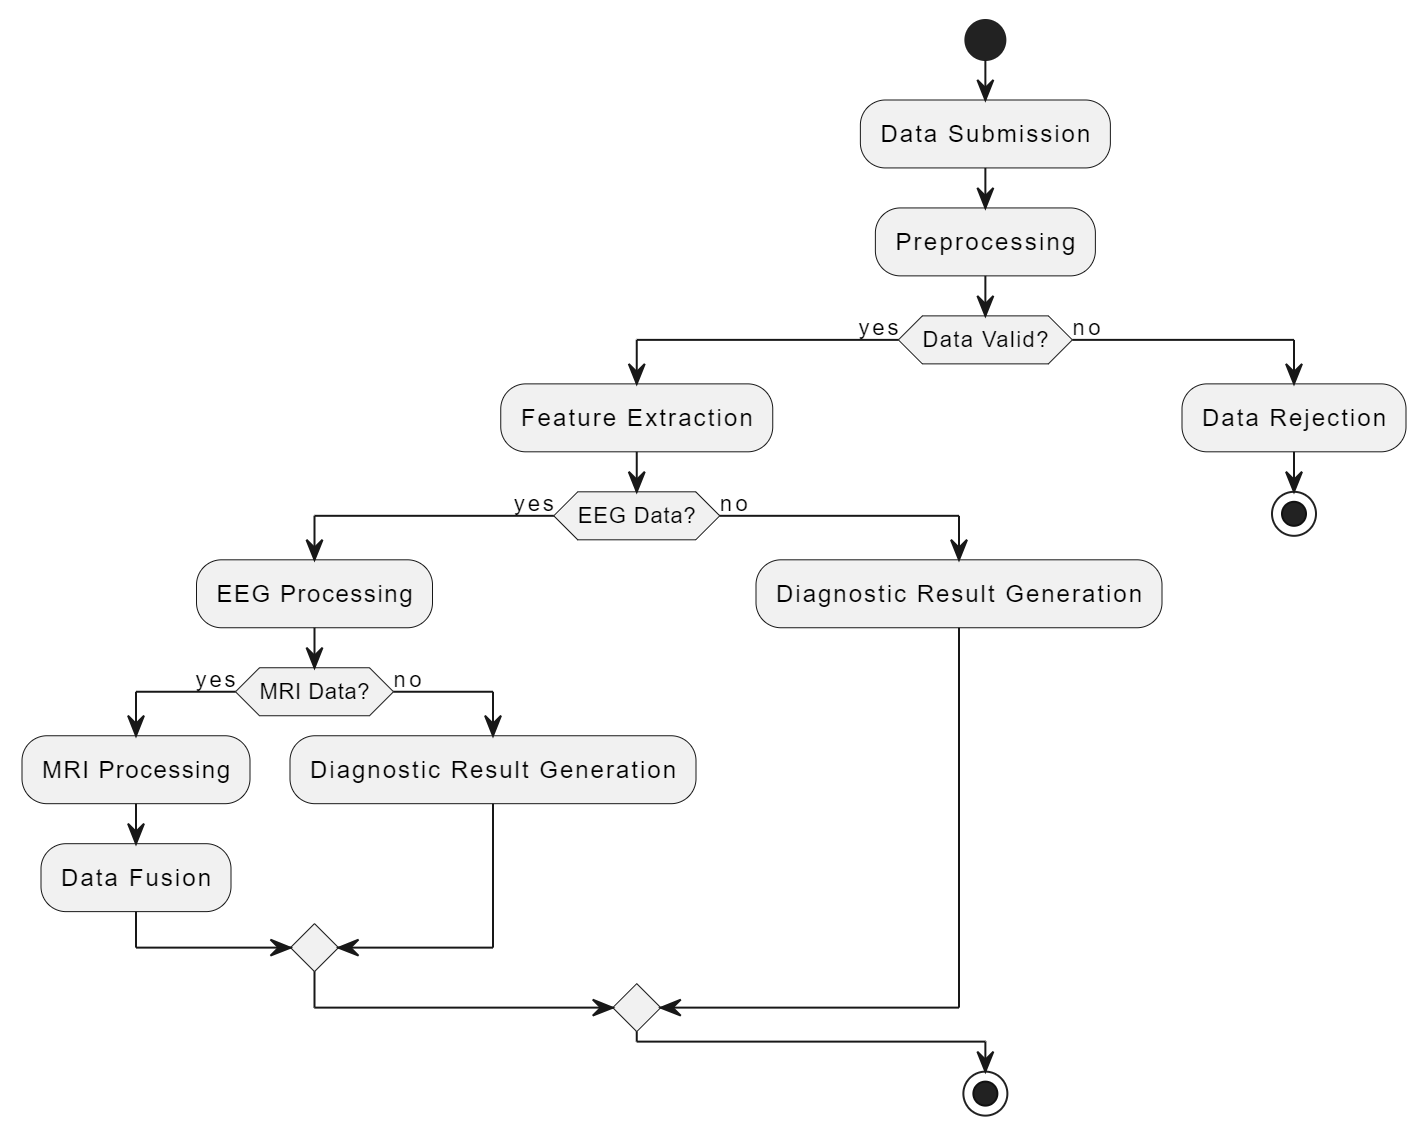 Data Submission
Preprocessing
yes
Data Valid?
no
Feature Extraction
Data Rejection
yes
EEG Data?
no
EEG Processing
Diagnostic Result Generation
yes
MRI Data?
no
MRI Processing
Diagnostic Result Generation
Data Fusion